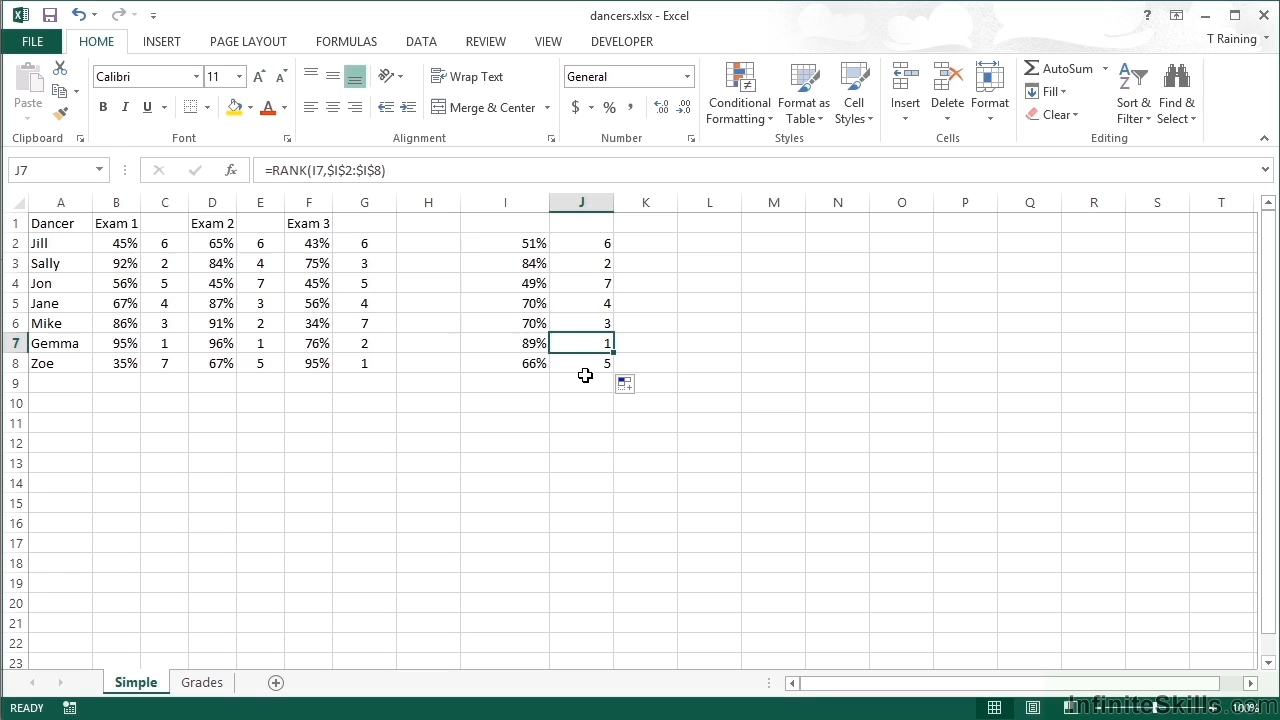 dancers.xlsx - Excel
FILE HOME INSERT PAGE LAYOUT FORMULAS DATA REVIEW VIEW DEVELOPER T Raining
Calibri 11 Wrap Text General AutoSum
Paste Conditional Formatting Format as Table Cell Styles Insert Delete Format Fill Sort & Filter Find & Select
B I U Merge & Center $ % , Clear
Clipboard Font Alignment Number Styles Cells Editing
J7 fx =RANK(I7,$I$2:$I$8)
A B C D E F G H I J K L M N O P Q R S T
1 Dancer Exam 1 Exam 2 Exam 3
2 Jill 45% 6 65% 6 43% 6 51% 6
3 Sally 92% 2 84% 4 75% 3 84% 2
4 Jon 56% 5 45% 7 45% 5 49% 7
5 Jane 67% 4 87% 3 56% 4 70% 4
6 Mike 86% 3 91% 2 34% 7 70% 3
7 Gemma 95% 1 96% 1 76% 2 89% 1
8 Zoe 35% 7 67% 5 95% 1 66% 5
9
10
11
12
13
14
15
16
17
18
19
20
21
22
23
Simple Grades
READY 100%
InfiniteSkills.com